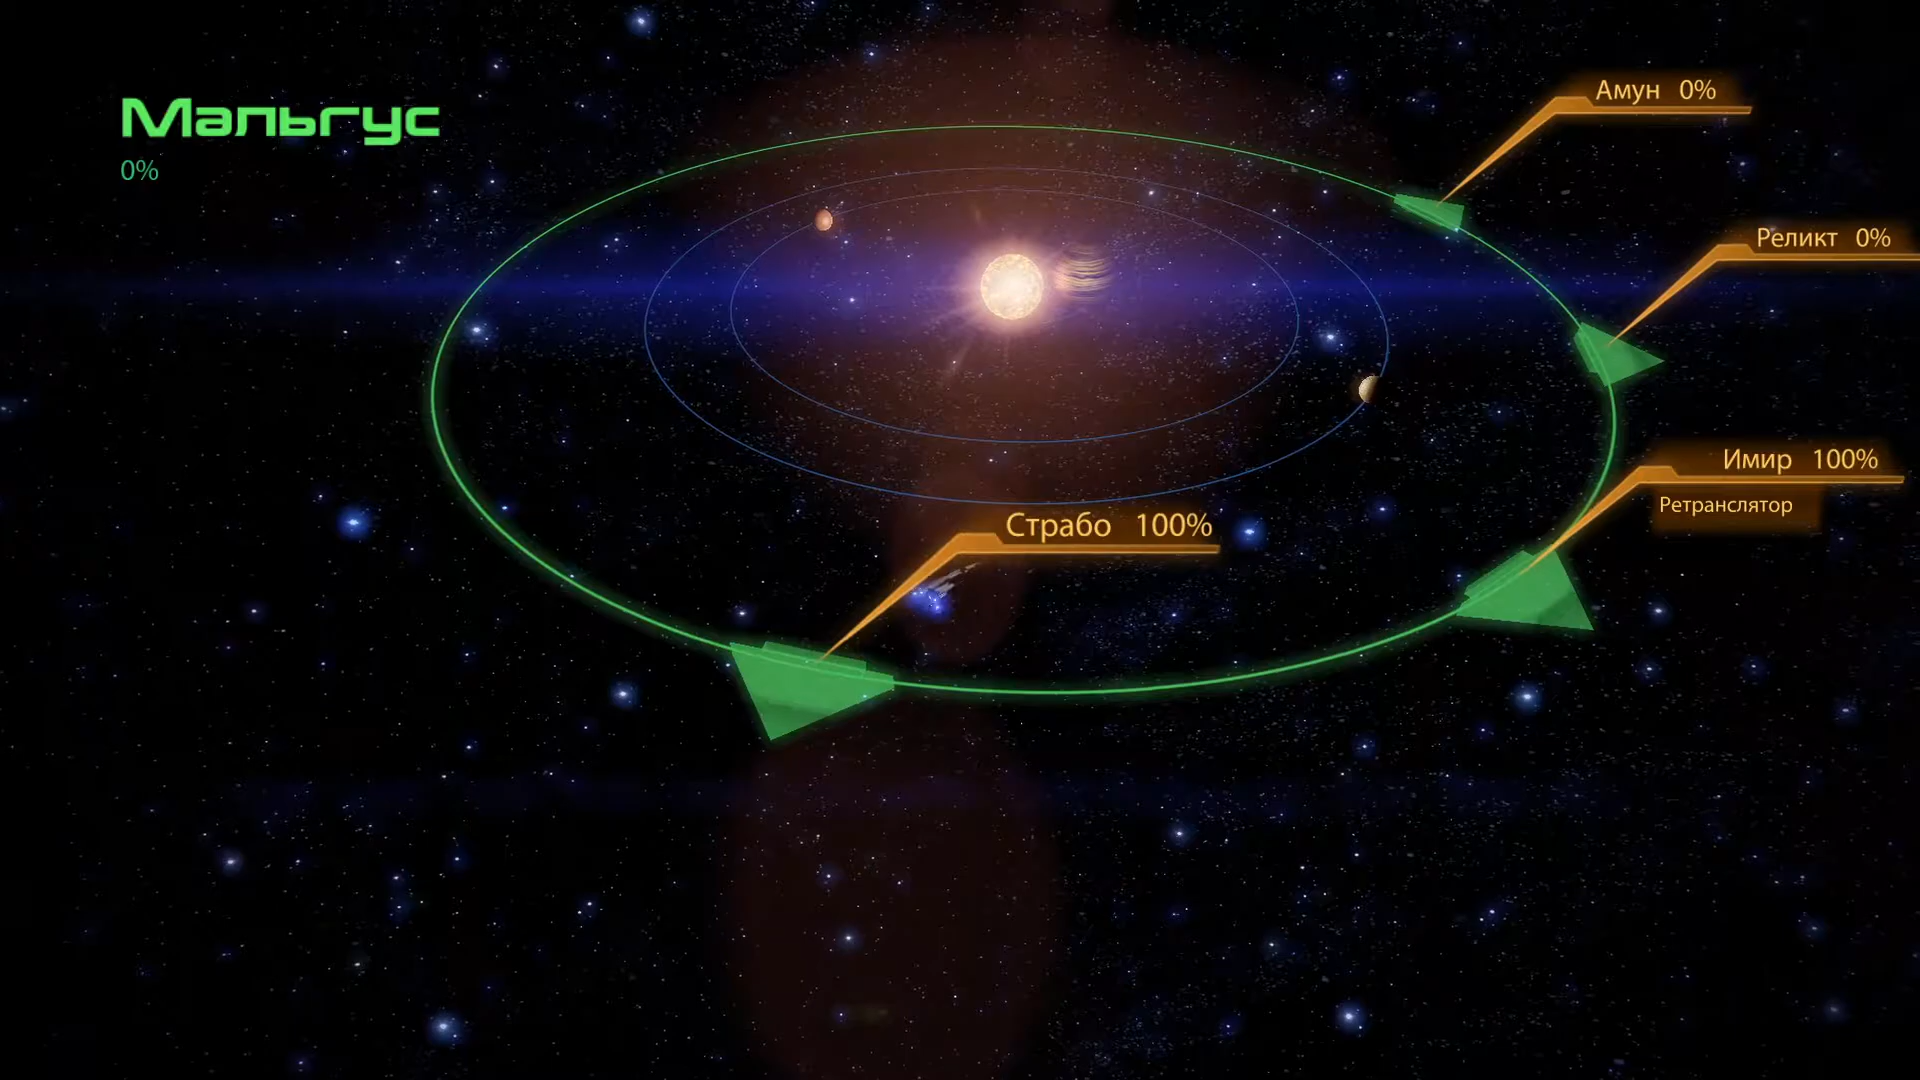 Мальгус
0%
Амун 0%
Реликт 0%
Имир 100%
Ретранслятор
Страбо 100%